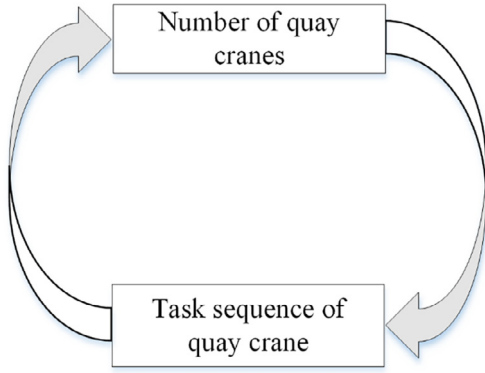 Number of quay
cranes
Task sequence of
quay crane